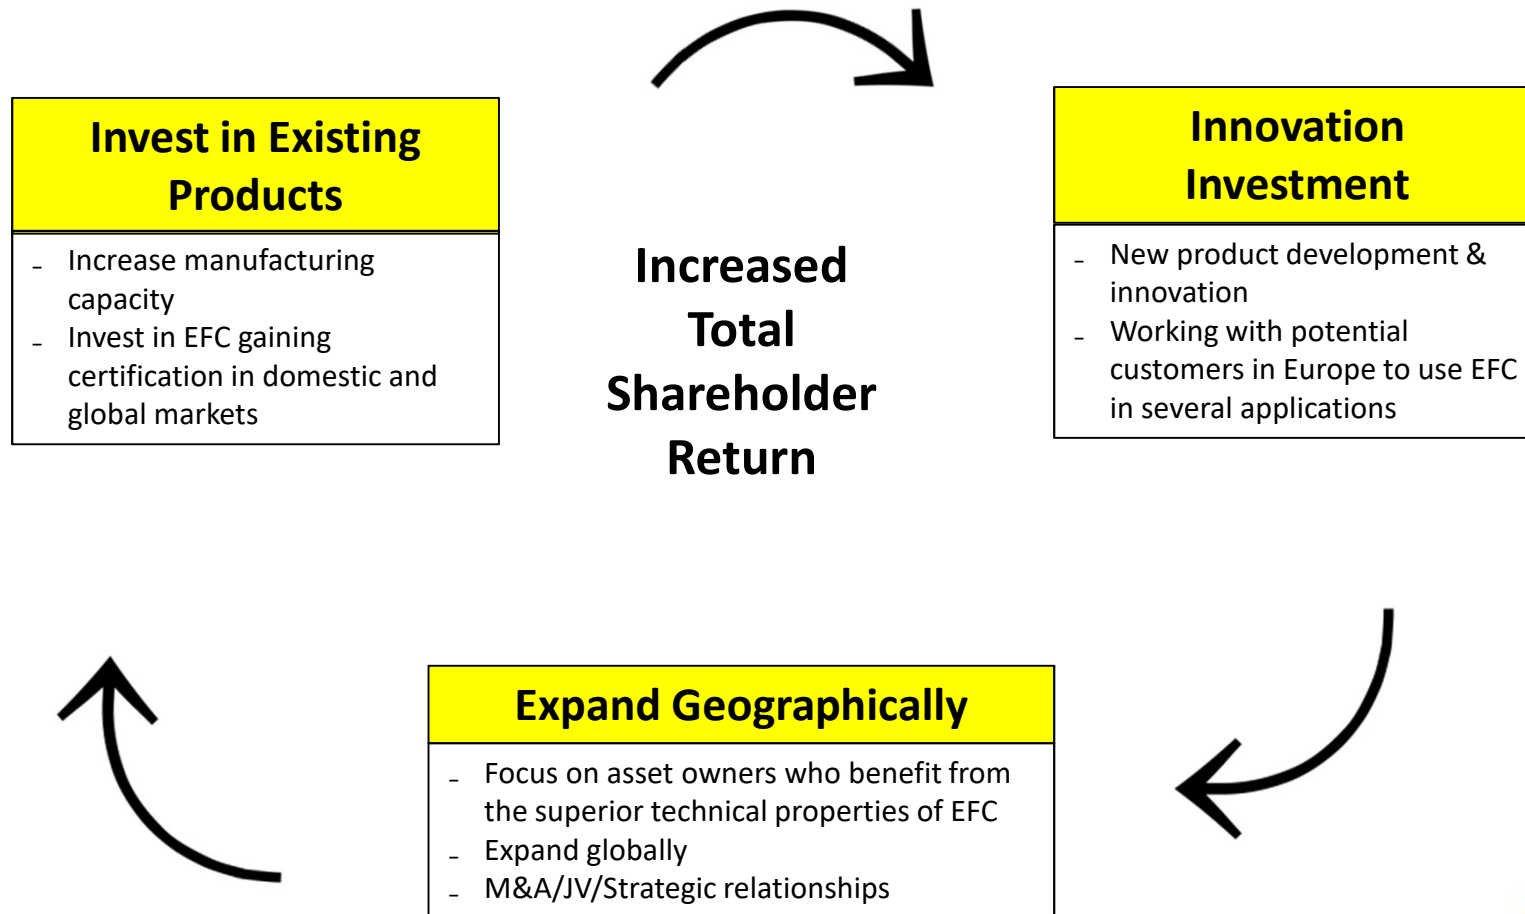 Invest in Existing
Products
- Increase manufacturing
capacity
- Invest in EFC gaining
certification in domestic and
global markets
Increased
Total
Shareholder
Return
Innovation
Investment
- New product development &
innovation
- Working with potential
customers in Europe to use EFC
in several applications
Expand Geographically
- Focus on asset owners who benefit from
the superior technical properties of EFC
- Expand globally
- M&A/JV/Strategic relationships